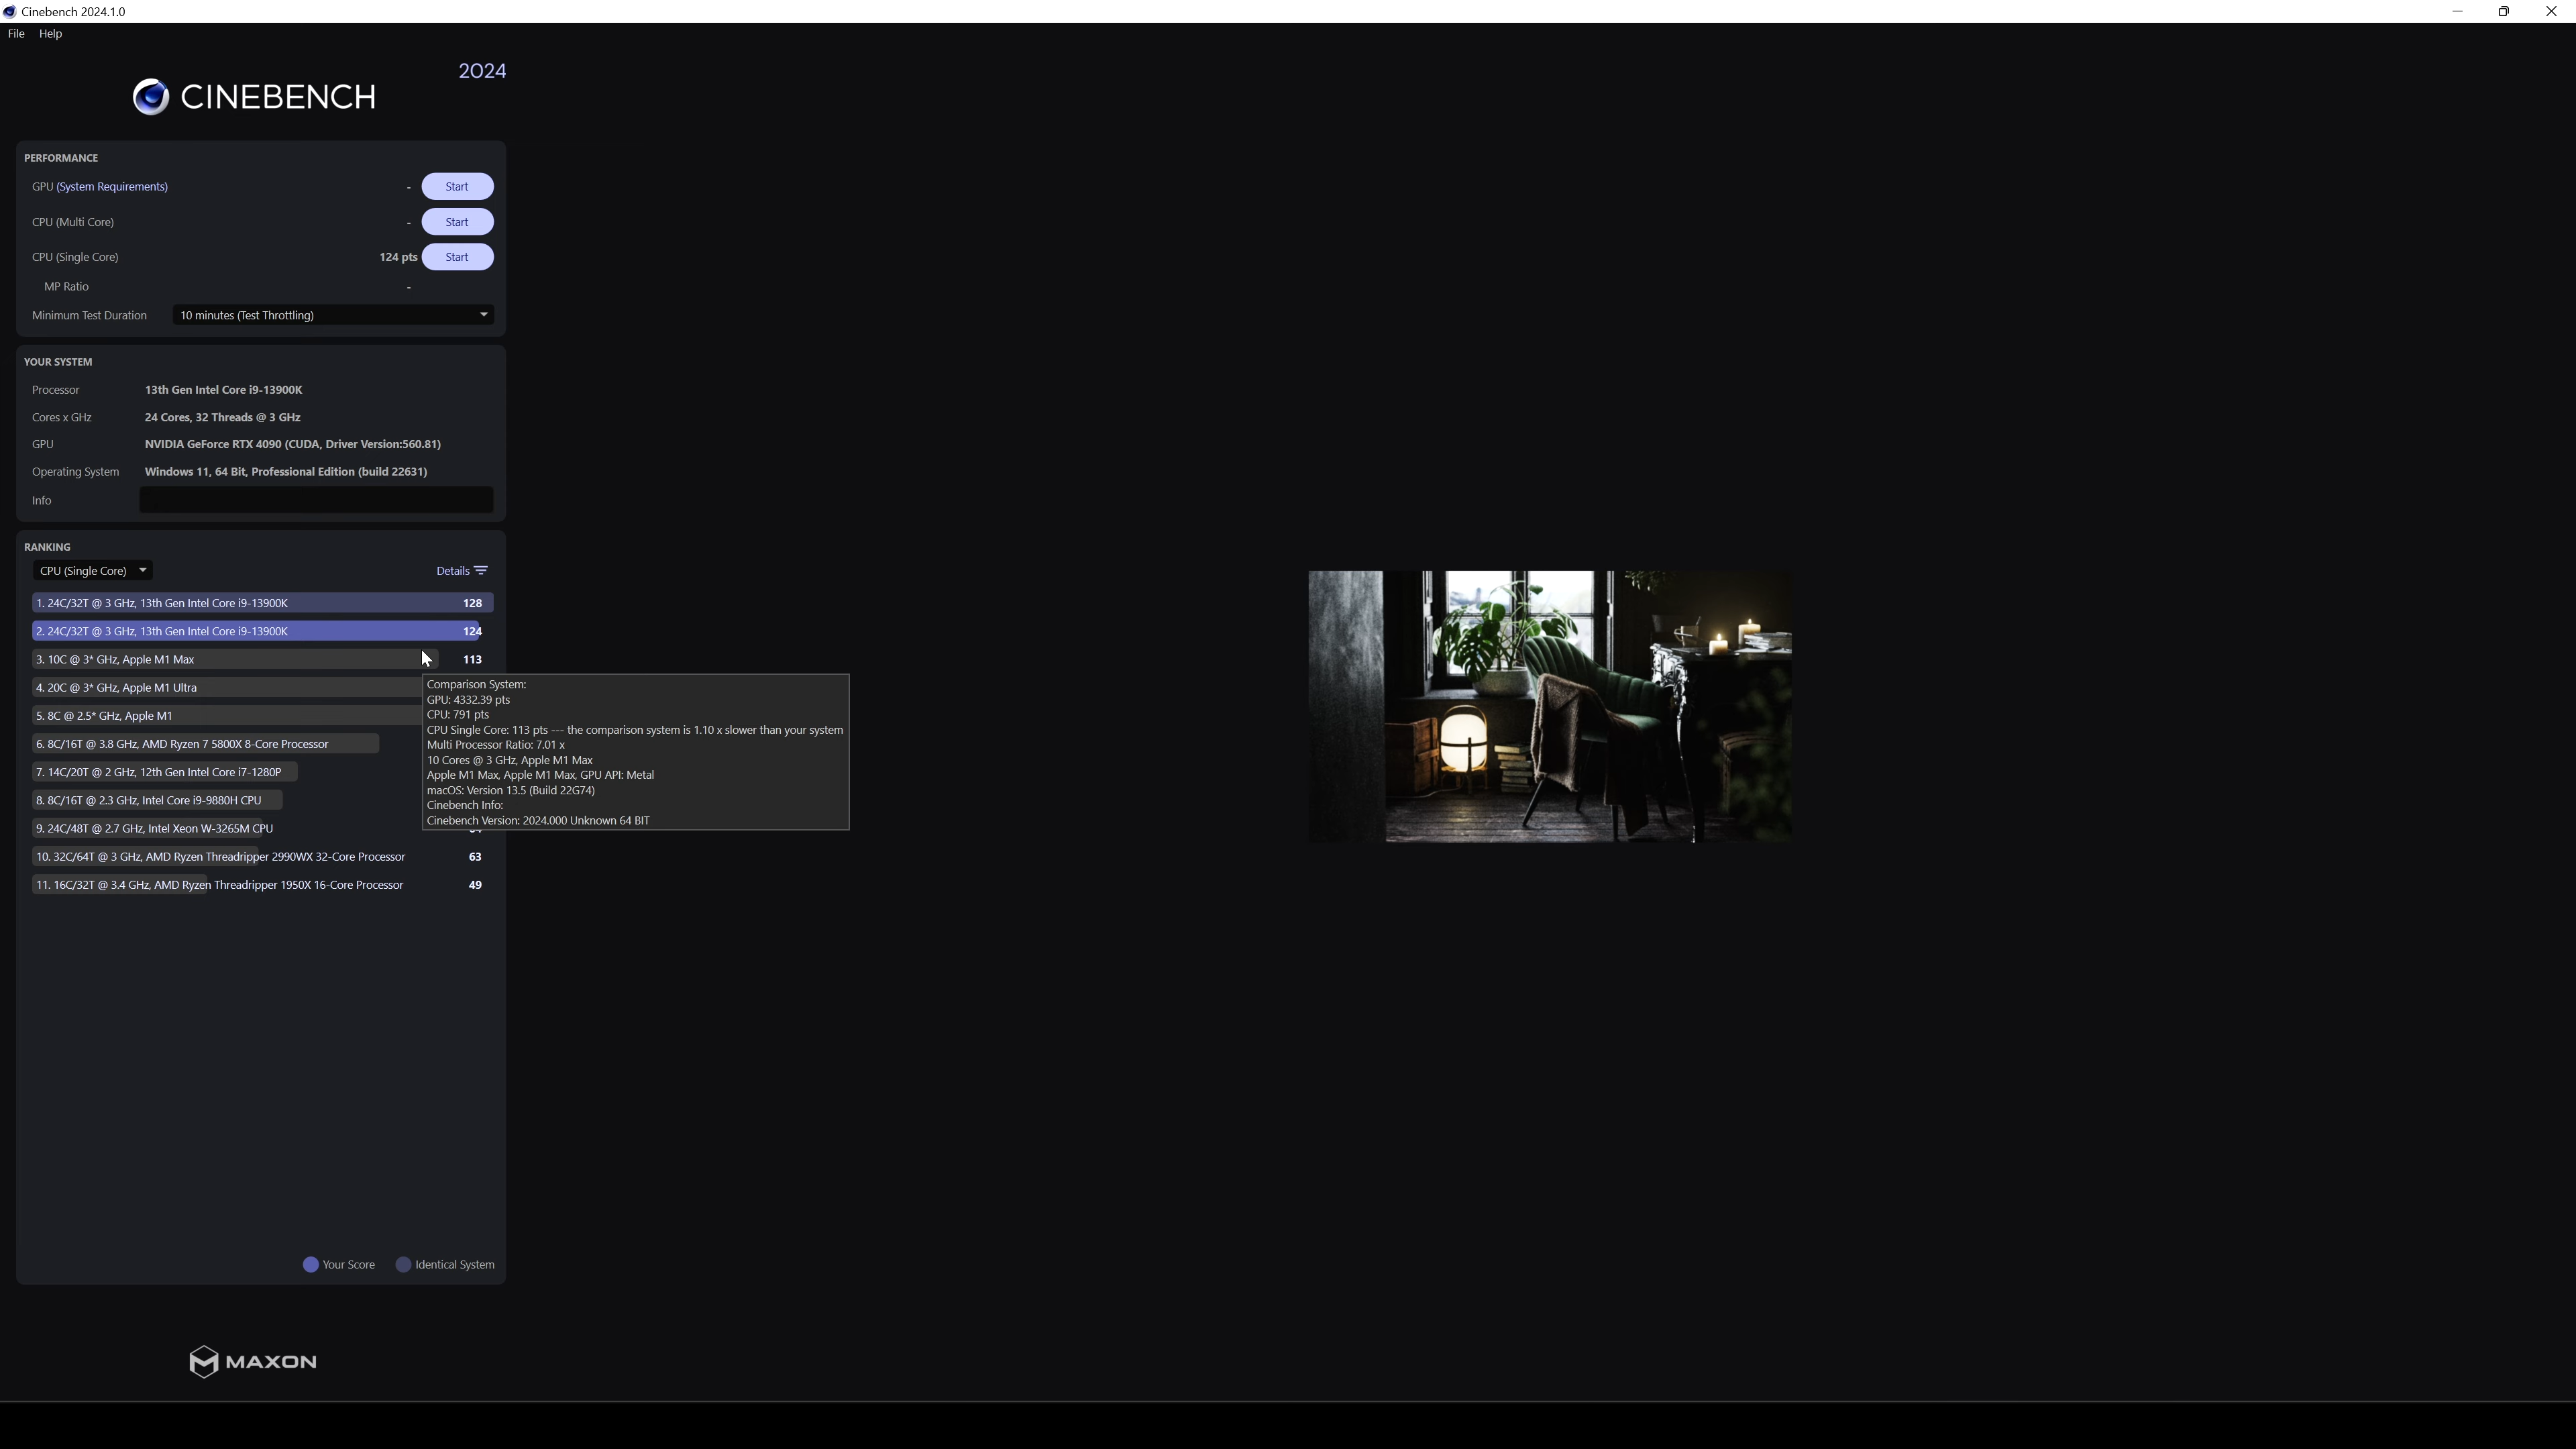 Cinebench 2024.1.0
File Help
2024
CINEBENCH
PERFORMANCE
GPU (System Requirements) - Start
CPU (Multi Core) - Start
CPU (Single Core) 124 pts Start
MP Ratio -
Minimum Test Duration 10 minutes (Test Throttling)
YOUR SYSTEM
Processor 13th Gen Intel Core i9-13900K
Cores x GHz 24 Cores, 32 Threads @ 3 GHz
GPU NVIDIA GeForce RTX 4090 (CUDA, Driver Version:560.81)
Operating System Windows 11, 64 Bit, Professional Edition (build 22631)
Info
RANKING
CPU (Single Core) Details
1. 24C/32T @ 3 GHz, 13th Gen Intel Core i9-13900K 128
2. 24C/32T @ 3 GHz, 13th Gen Intel Core i9-13900K 124
3. 10C @ 3* GHz, Apple M1 Max 113
4. 20C @ 3* GHz, Apple M1 Ultra
5. 8C @ 2.5* GHz, Apple M1
6. 8C/16T @ 3.8 GHz, AMD Ryzen 7 5800X 8-Core Processor
7. 14C/20T @ 2 GHz, 12th Gen Intel Core i7-1280P
8. 8C/16T @ 2.3 GHz, Intel Core i9-9880H CPU
9. 24C/48T @ 2.7 GHz, Intel Xeon W-3265M CPU
10. 32C/64T @ 3 GHz, AMD Ryzen Threadripper 2990WX 32-Core Processor 63
11. 16C/32T @ 3.4 GHz, AMD Ryzen Threadripper 1950X 16-Core Processor 49
Comparison System:
GPU: 4332.39 pts
CPU: 791 pts
CPU Single Core: 113 pts --- the comparison system is 1.10 x slower than your system
Multi Processor Ratio: 7.01 x
10 Cores @ 3 GHz, Apple M1 Max
Apple M1 Max, Apple M1 Max, GPU API: Metal
macOS: Version 13.5 (Build 22G74)
Cinebench Info:
Cinebench Version: 2024.000 Unknown 64 BIT
Your Score Identical System
MAXON